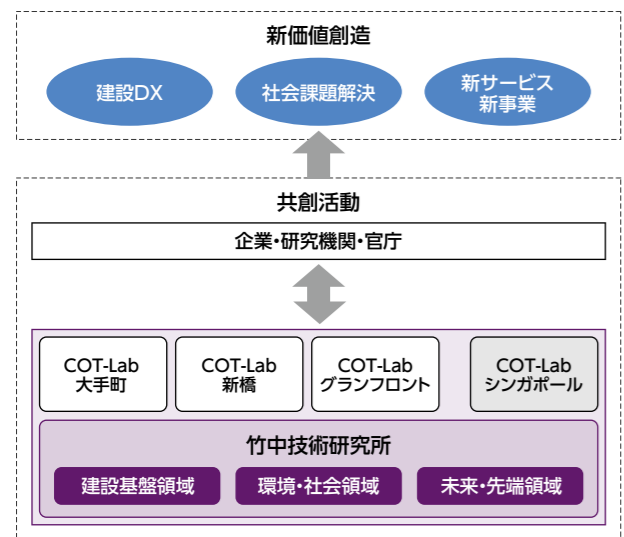 新価値創造
建設DX
社会課題解決
新サービス
新事業
共創活動
企業・研究機関・官庁
COT-Lab
大手町
COT-Lab
新橋
COT-Lab
グランフロント
COT-Lab
シンガポール
竹中技術研究所
建設基盤領域
環境・社会領域
未来・先端領域